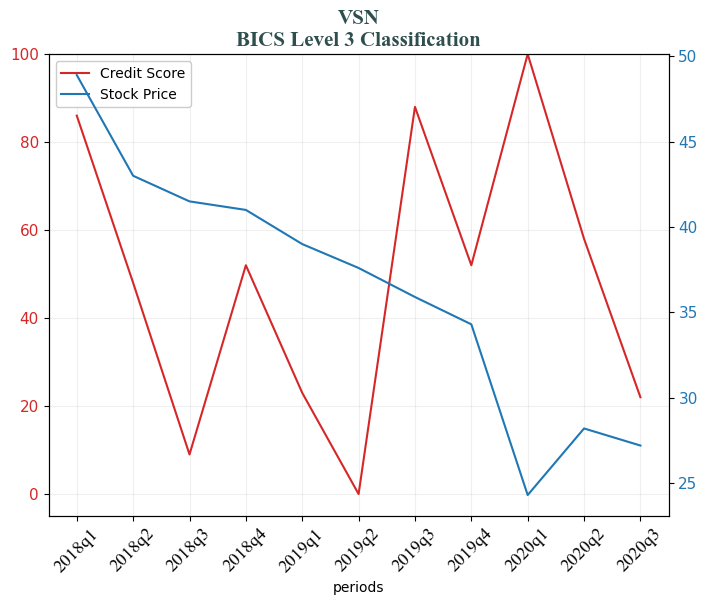 VSN
BICS Level 3 Classification
Credit Score
Stock Price
100
80
60
40
20
0
50
45
40
35
30
25
2018q1
2018q2
2018q3
2018q4
2019q1
2019q2
2019q3
2019q4
2020q1
2020q2
2020q3
periods